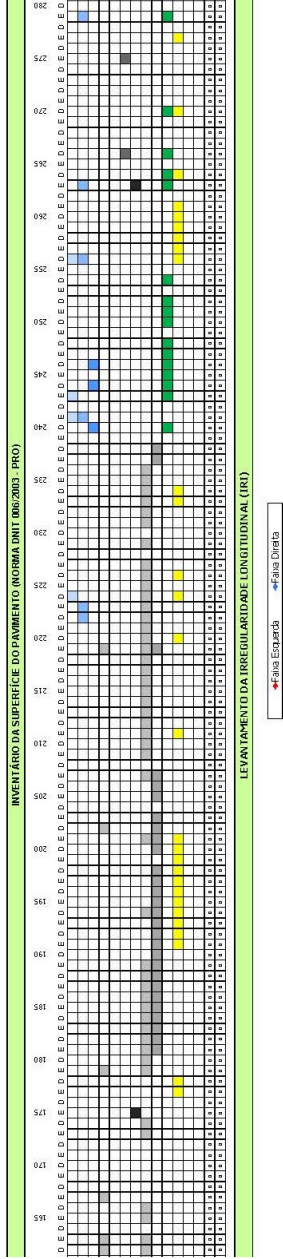 INVENTÁRIO DA SUPERFÍCIE DO PAVIMENTO (NORMA DNIT 006/2003 - PRO)
165 170 175 180 185 190 195 200 205 210 215 220 225 230 235 240 245 250 255 260 265 270 275 280
D E D E D E D E D E D E D E D E D E D E D E D E D E D E D E D E D E D E D E D E D E D E D E D E D E D E D E D E D E D E D E D E D E D E D E D E D E D E D E D E D E D E D E D E D E D E D E D E D E D E D E D E D E D E D E D
LEVANTAMENTO DA IRREGULARIDADE LONGITUDINAL (IRI)
Faixa Esquerda Faixa Direita